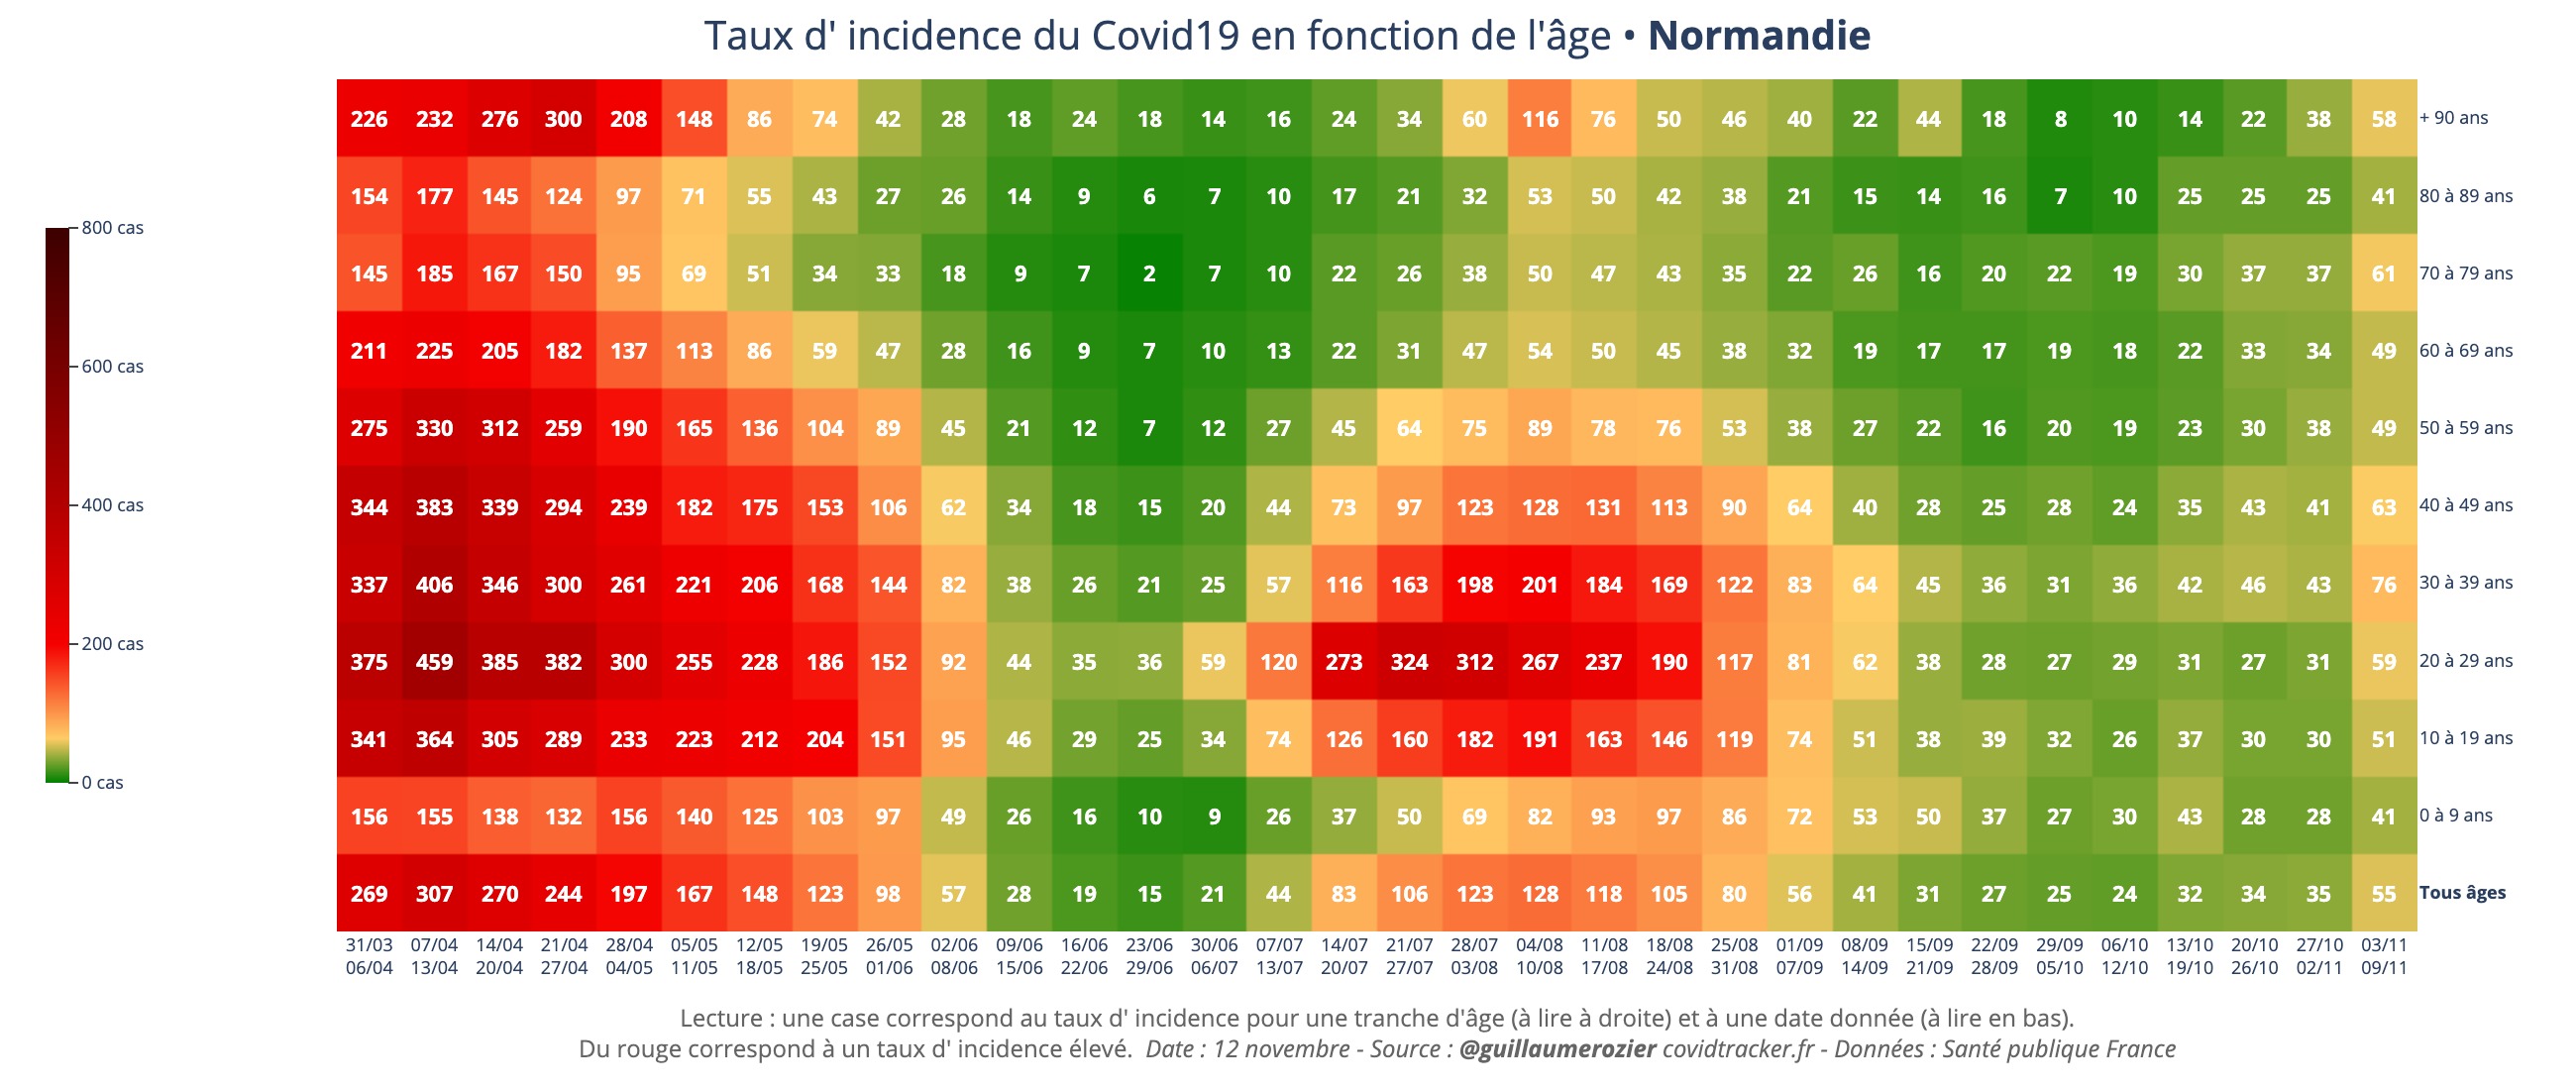 Taux d' incidence du Covid19 en fonction de l'âge • Normandie
800 cas
600 cas
400 cas
200 cas
0 cas
226 232 276 300 208 148 86 74 42 28 18 24 18 14 16 24 34 60 116 76 50 46 40 22 44 18 8 10 14 22 38 58 + 90 ans
154 177 145 124 97 71 55 43 27 26 14 9 6 7 10 17 21 32 53 50 42 38 21 15 14 16 7 10 25 25 25 41 80 à 89 ans
145 185 167 150 95 69 51 34 33 18 9 7 2 7 10 22 26 38 50 47 43 35 22 26 16 20 22 19 30 37 37 61 70 à 79 ans
211 225 205 182 137 113 86 59 47 28 16 9 7 10 13 22 31 47 54 50 45 38 32 19 17 17 19 18 22 33 34 49 60 à 69 ans
275 330 312 259 190 165 136 104 89 45 21 12 7 12 27 45 64 75 89 78 76 53 38 27 22 16 20 19 23 30 38 49 50 à 59 ans
344 383 339 294 239 182 175 153 106 62 34 18 15 20 44 73 97 123 128 131 113 90 64 40 28 25 28 24 35 43 41 63 40 à 49 ans
337 406 346 300 261 221 206 168 144 82 38 26 21 25 57 116 163 198 201 184 169 122 83 64 45 36 31 36 42 46 43 76 30 à 39 ans
375 459 385 382 300 255 228 186 152 92 44 35 36 59 120 273 324 312 267 237 190 117 81 62 38 28 27 29 31 27 31 59 20 à 29 ans
341 364 305 289 233 223 212 204 151 95 46 29 25 34 74 126 160 182 191 163 146 119 74 51 38 39 32 26 37 30 30 51 10 à 19 ans
156 155 138 132 156 140 125 103 97 49 26 16 10 9 26 37 50 69 82 93 97 86 72 53 50 37 27 30 43 28 28 41 0 à 9 ans
269 307 270 244 197 167 148 123 98 57 28 19 15 21 44 83 106 123 128 118 105 80 56 41 31 27 25 24 32 34 35 55 Tous âges
31/03 07/04 14/04 21/04 28/04 05/05 12/05 19/05 26/05 02/06 09/06 16/06 23/06 30/06 07/07 14/07 21/07 28/07 04/08 11/08 18/08 25/08 01/09 08/09 15/09 22/09 29/09 06/10 13/10 20/10 27/10 03/11
06/04 13/04 20/04 27/04 04/05 11/05 18/05 25/05 01/06 08/06 15/06 22/06 29/06 06/07 13/07 20/07 27/07 03/08 10/08 17/08 24/08 31/08 07/09 14/09 21/09 28/09 05/10 12/10 19/10 26/10 02/11 09/11
Lecture : une case correspond au taux d' incidence pour une tranche d'âge (à lire à droite) et à une date donnée (à lire en bas).
Du rouge correspond à un taux d' incidence élevé. Date : 12 novembre - Source : @guillaumerozier covidtracker.fr - Données : Santé publique France